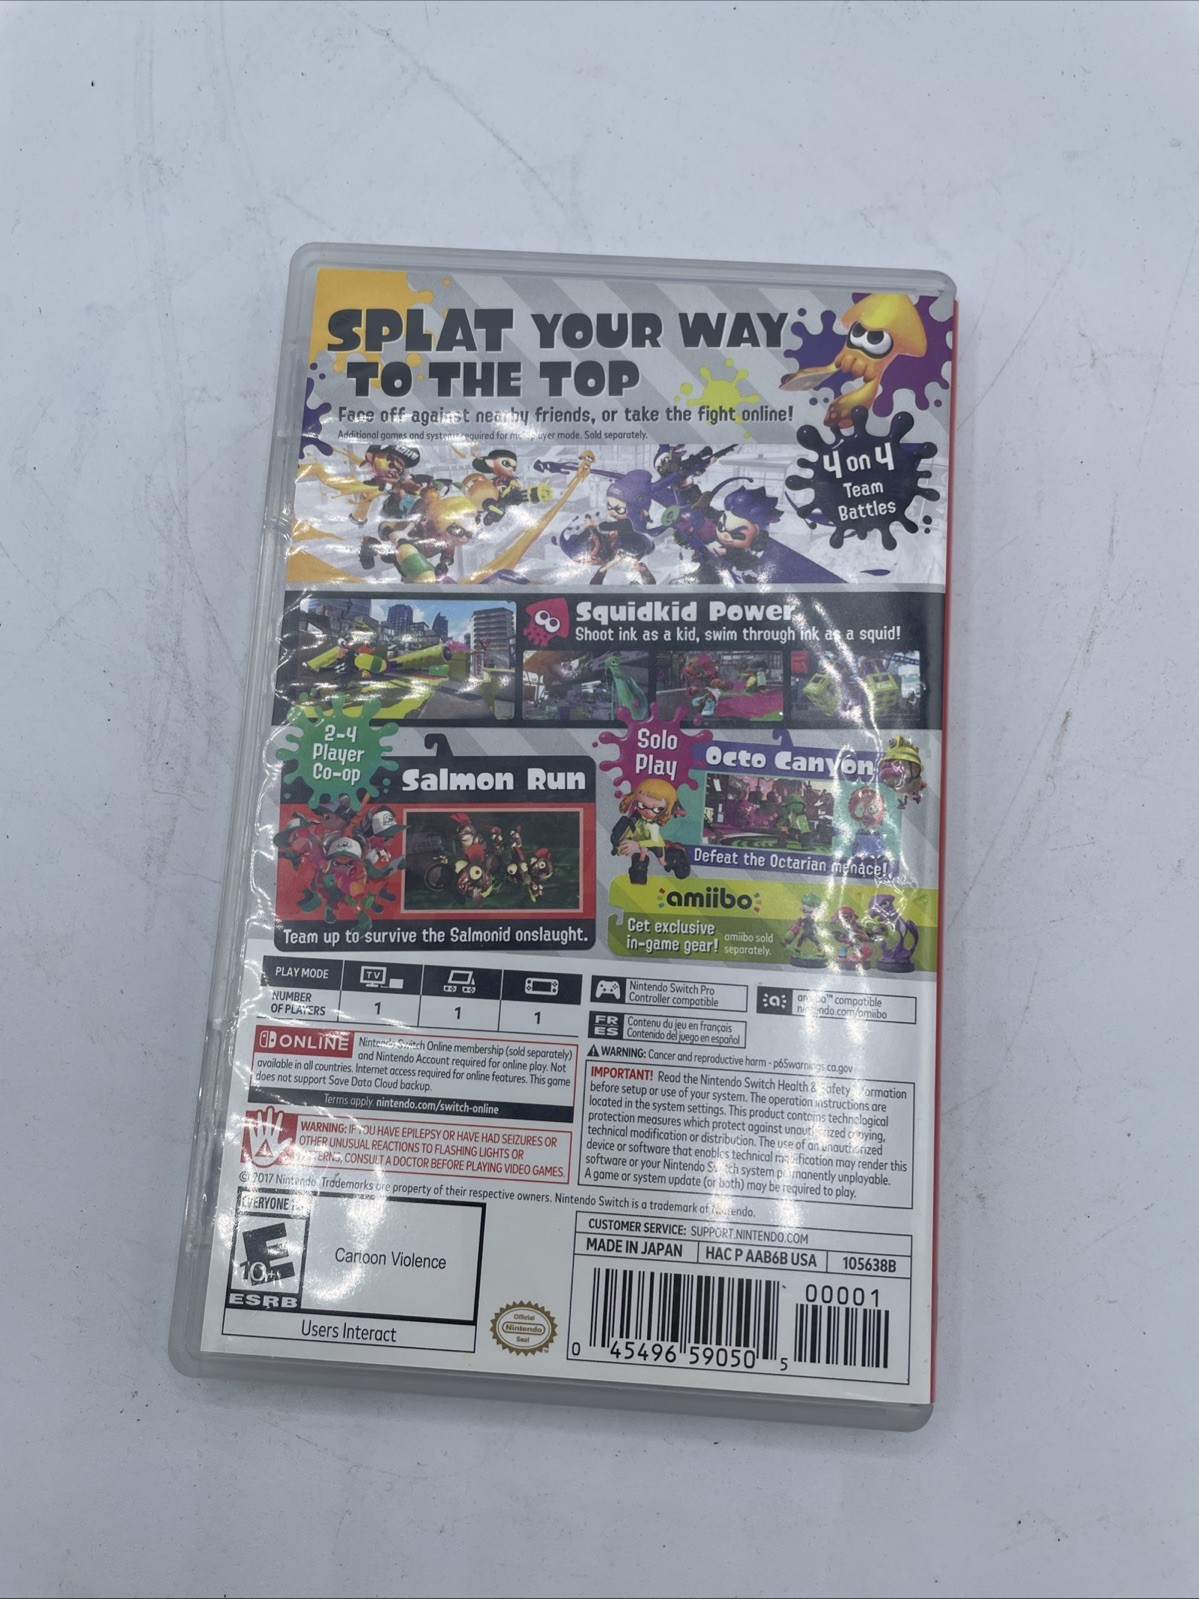 SPLAT YOUR WAY
TO THE TOP
Face off against nearby friends, or take the fight online!
Additional games and systems required for multiplayer mode. Sold separately.
4 on 4
Team
Battles
Squidkid Power
Shoot ink as a kid, swim through ink as a squid!
2-4
Player
Co-op
Salmon Run
Team up to survive the Salmonid onslaught.
Solo
Play
Octo Canyon
Defeat the Octarian menace!
amiibo
Get exclusive
in-game gear!
amiibo sold
separately.
PLAY MODE
TV
NUMBER
OF PLAYERS
1
1
1
Nintendo Switch Pro
Controller compatible
amiibo™ compatible
nintendo.com/amiibo
FR
ES
Contenu du jeu en français
Contenido del juego en español
ONLINE
Nintendo Switch Online membership (sold separately)
and Nintendo Account required for online play. Not
available in all countries. Internet access required for online features. This game
does not support Save Data Cloud backup.
Terms apply. nintendo.com/switch-online
WARNING: IF YOU HAVE EPILEPSY OR HAVE HAD SEIZURES OR
OTHER UNUSUAL REACTIONS TO FLASHING LIGHTS OR
PATTERNS, CONSULT A DOCTOR BEFORE PLAYING VIDEO GAMES.
WARNING: Cancer and reproductive harm - p65warnings.ca.gov
IMPORTANT! Read the Nintendo Switch Health & Safety Information
before setup or use of your system. The operation instructions are
located in the system settings. This product contains technological
protection measures which protect against unauthorized copying,
technical modification or distribution. The use of an unauthorized
device or software that enables technical modification may render this
software or your Nintendo Switch system permanently unplayable.
A game or system update (or both) may be required to play.
© 2017 Nintendo. Trademarks are property of their respective owners. Nintendo Switch is a trademark of Nintendo.
EVERYONE 10+
E
10+
ESRB
Cartoon Violence
Users Interact
Official
Nintendo
Seal
CUSTOMER SERVICE: SUPPORT.NINTENDO.COM
MADE IN JAPAN
HAC P AAB6B USA
105638B
00001
0 45496 59050 5